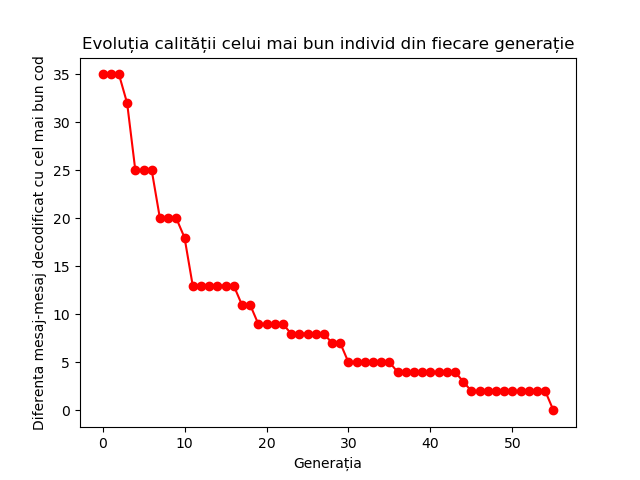 Evoluția calității celui mai bun individ din fiecare generație
Diferenta mesaj-mesaj decodificat cu cel mai bun cod
35
30
25
20
15
10
5
0
0 10 20 30 40 50
Generația